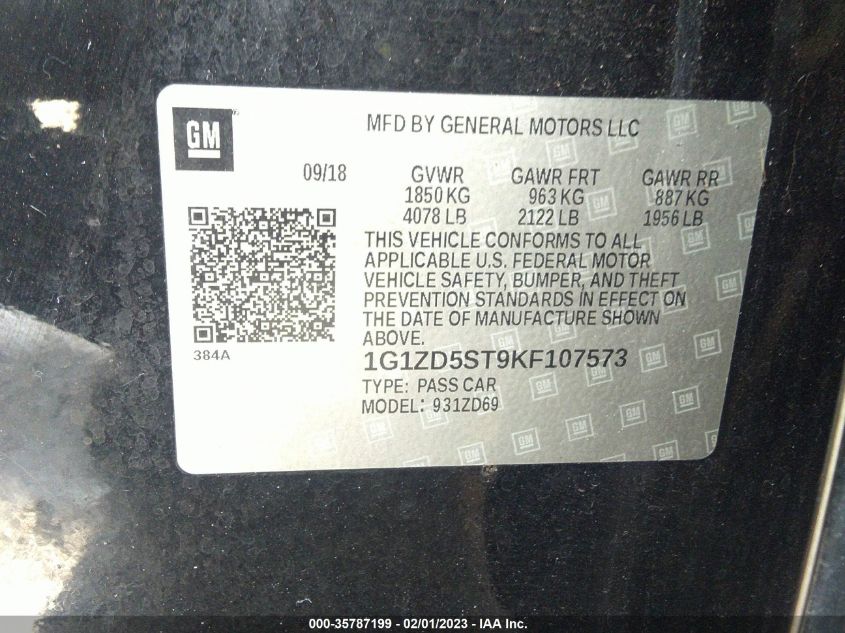 GM
MFD BY GENERAL MOTORS LLC
09/18 GVWR GAWR FRT GAWR RR
1850 KG 963 KG 887 KG
4078 LB 2122 LB 1956 LB
THIS VEHICLE CONFORMS TO ALL
APPLICABLE U.S. FEDERAL MOTOR
VEHICLE SAFETY, BUMPER, AND THEFT
PREVENTION STANDARDS IN EFFECT ON
THE DATE OF MANUFACTURE SHOWN
ABOVE.
384A
1G1ZD5ST9KF107573
TYPE: PASS CAR
MODEL: 931ZD69
000-35787199 - 02/01/2023 - IAA Inc.